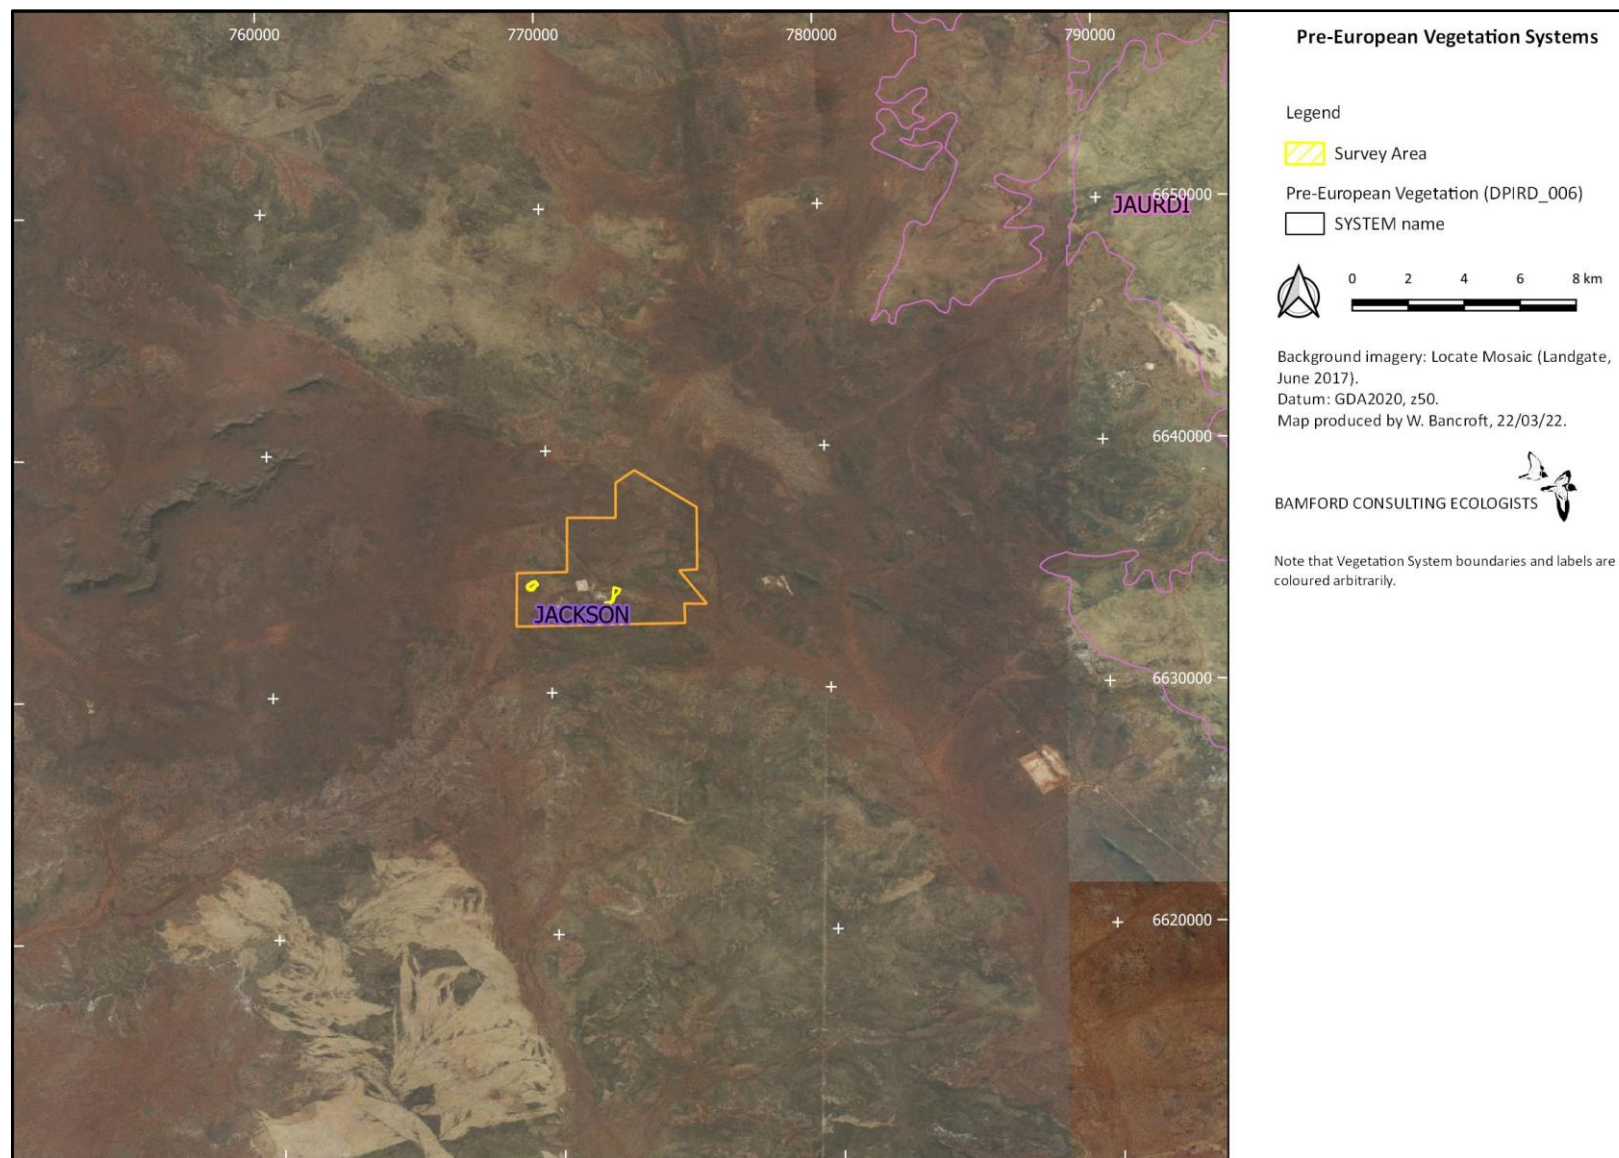 760000
770000
780000
790000
6650000
JAURDI
6640000
JACKSON
6630000
6620000
Pre-European Vegetation Systems
Legend
Survey Area
Pre-European Vegetation (DPIRD_006)
SYSTEM name
0 2 4 6 8 km
Background imagery: Locate Mosaic (Landgate,
June 2017).
Datum: GDA2020, z50.
Map produced by W. Bancroft, 22/03/22.
BAMFORD CONSULTING ECOLOGISTS
Note that Vegetation System boundaries and labels are
coloured arbitrarily.